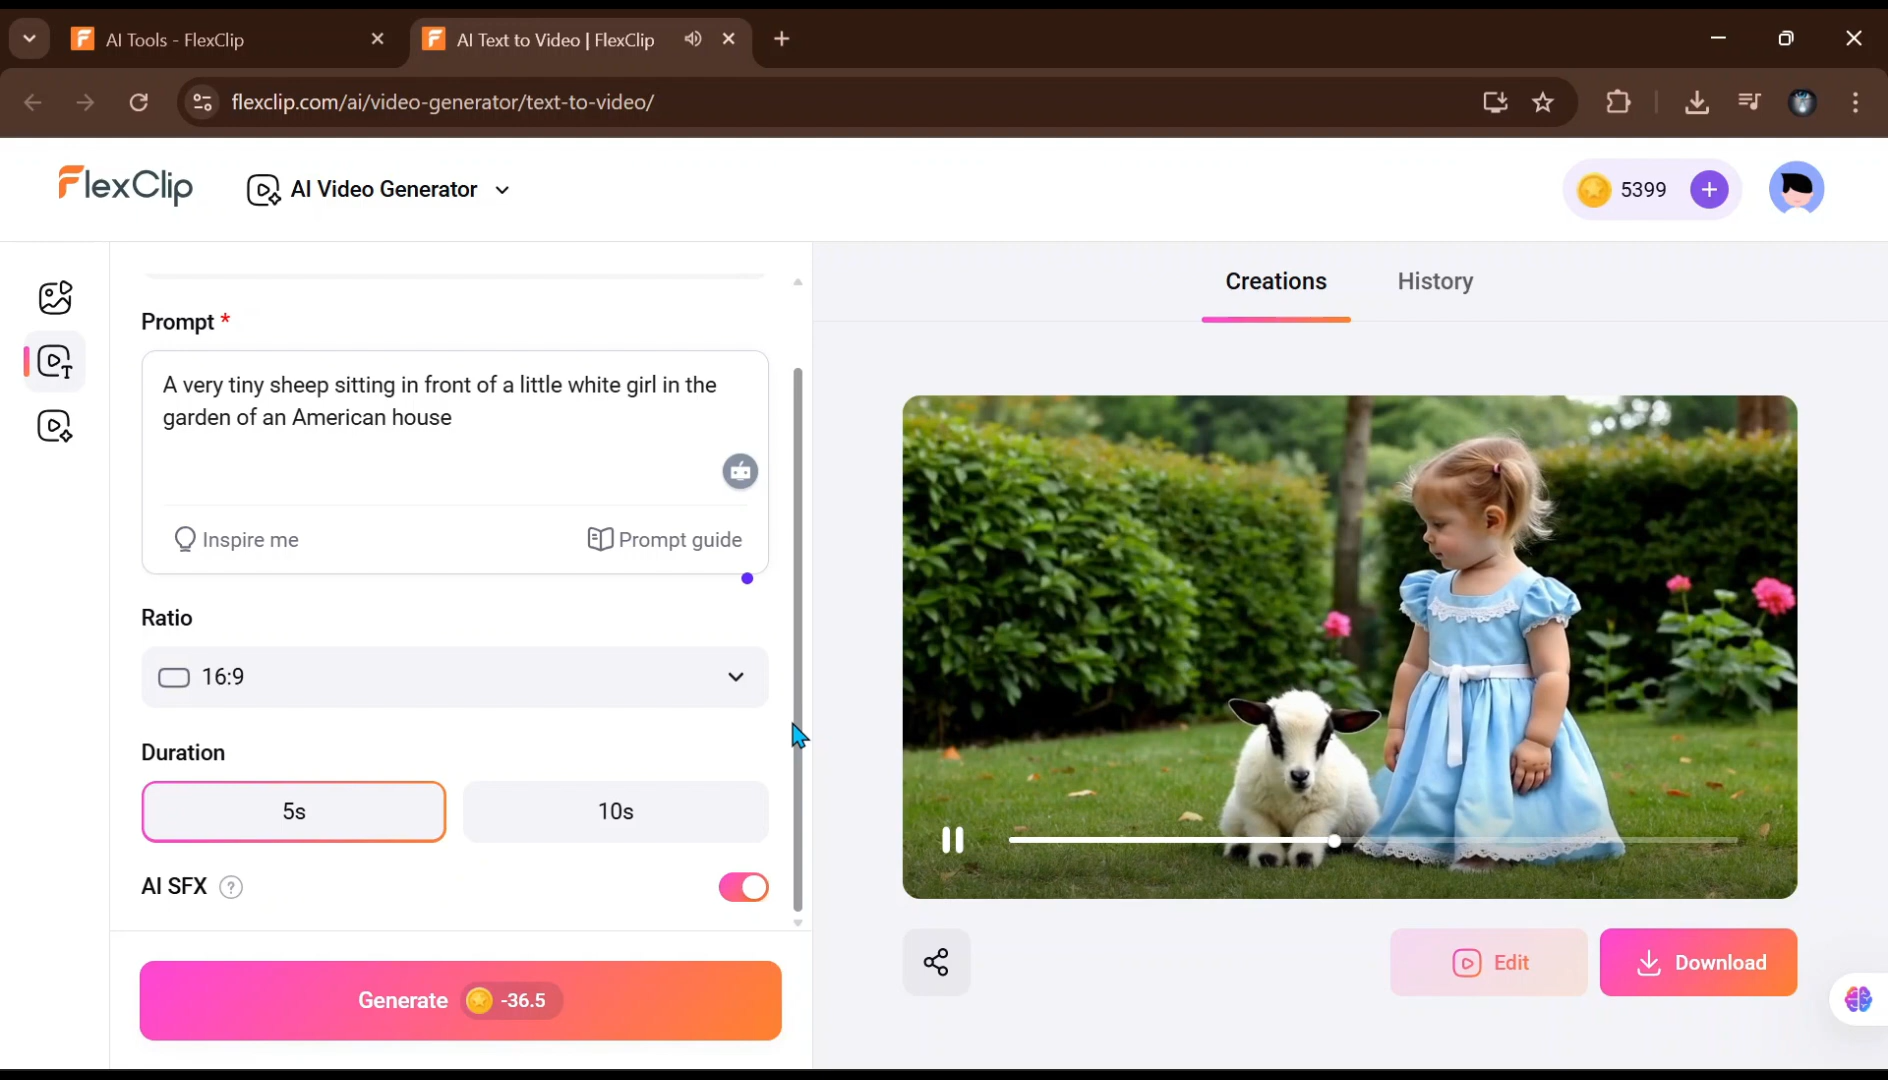 AI Tools - FlexClip
AI Text to Video | FlexClip
flexclip.com/ai/video-generator/text-to-video/
FlexClip
AI Video Generator
5399
Creations
History
Prompt *
A very tiny sheep sitting in front of a little white girl in the
garden of an American house
Inspire me
Prompt guide
Ratio
16:9
Duration
5s
10s
AI SFX ?
Edit
Download
Generate -36.5